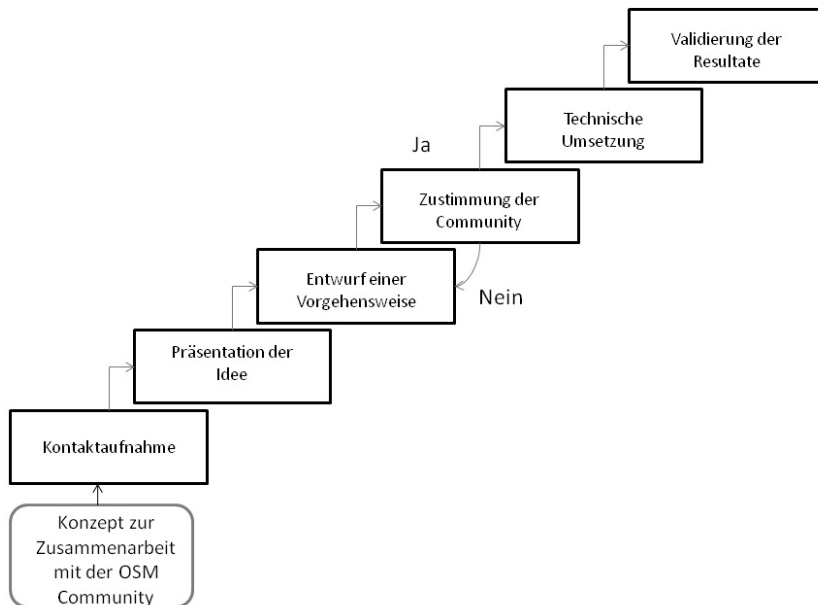 Validierung der
Resultate
Technische
Umsetzung
Ja
Zustimmung der
Community
Entwurf einer
Vorgehensweise
Nein
Präsentation der
Idee
Kontaktaufnahme
Konzept zur
Zusammenarbeit
mit der OSM
Community